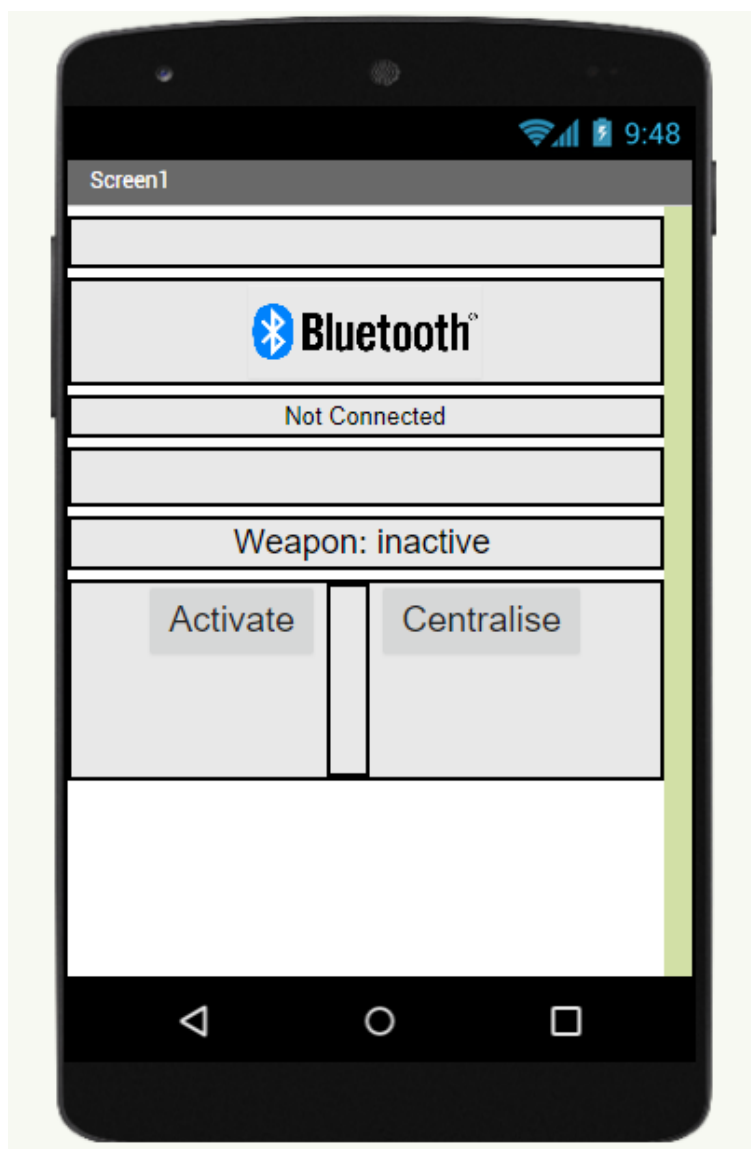 9:48
Screen1
Bluetooth
Not Connected
Weapon: inactive
Activate
Centralise